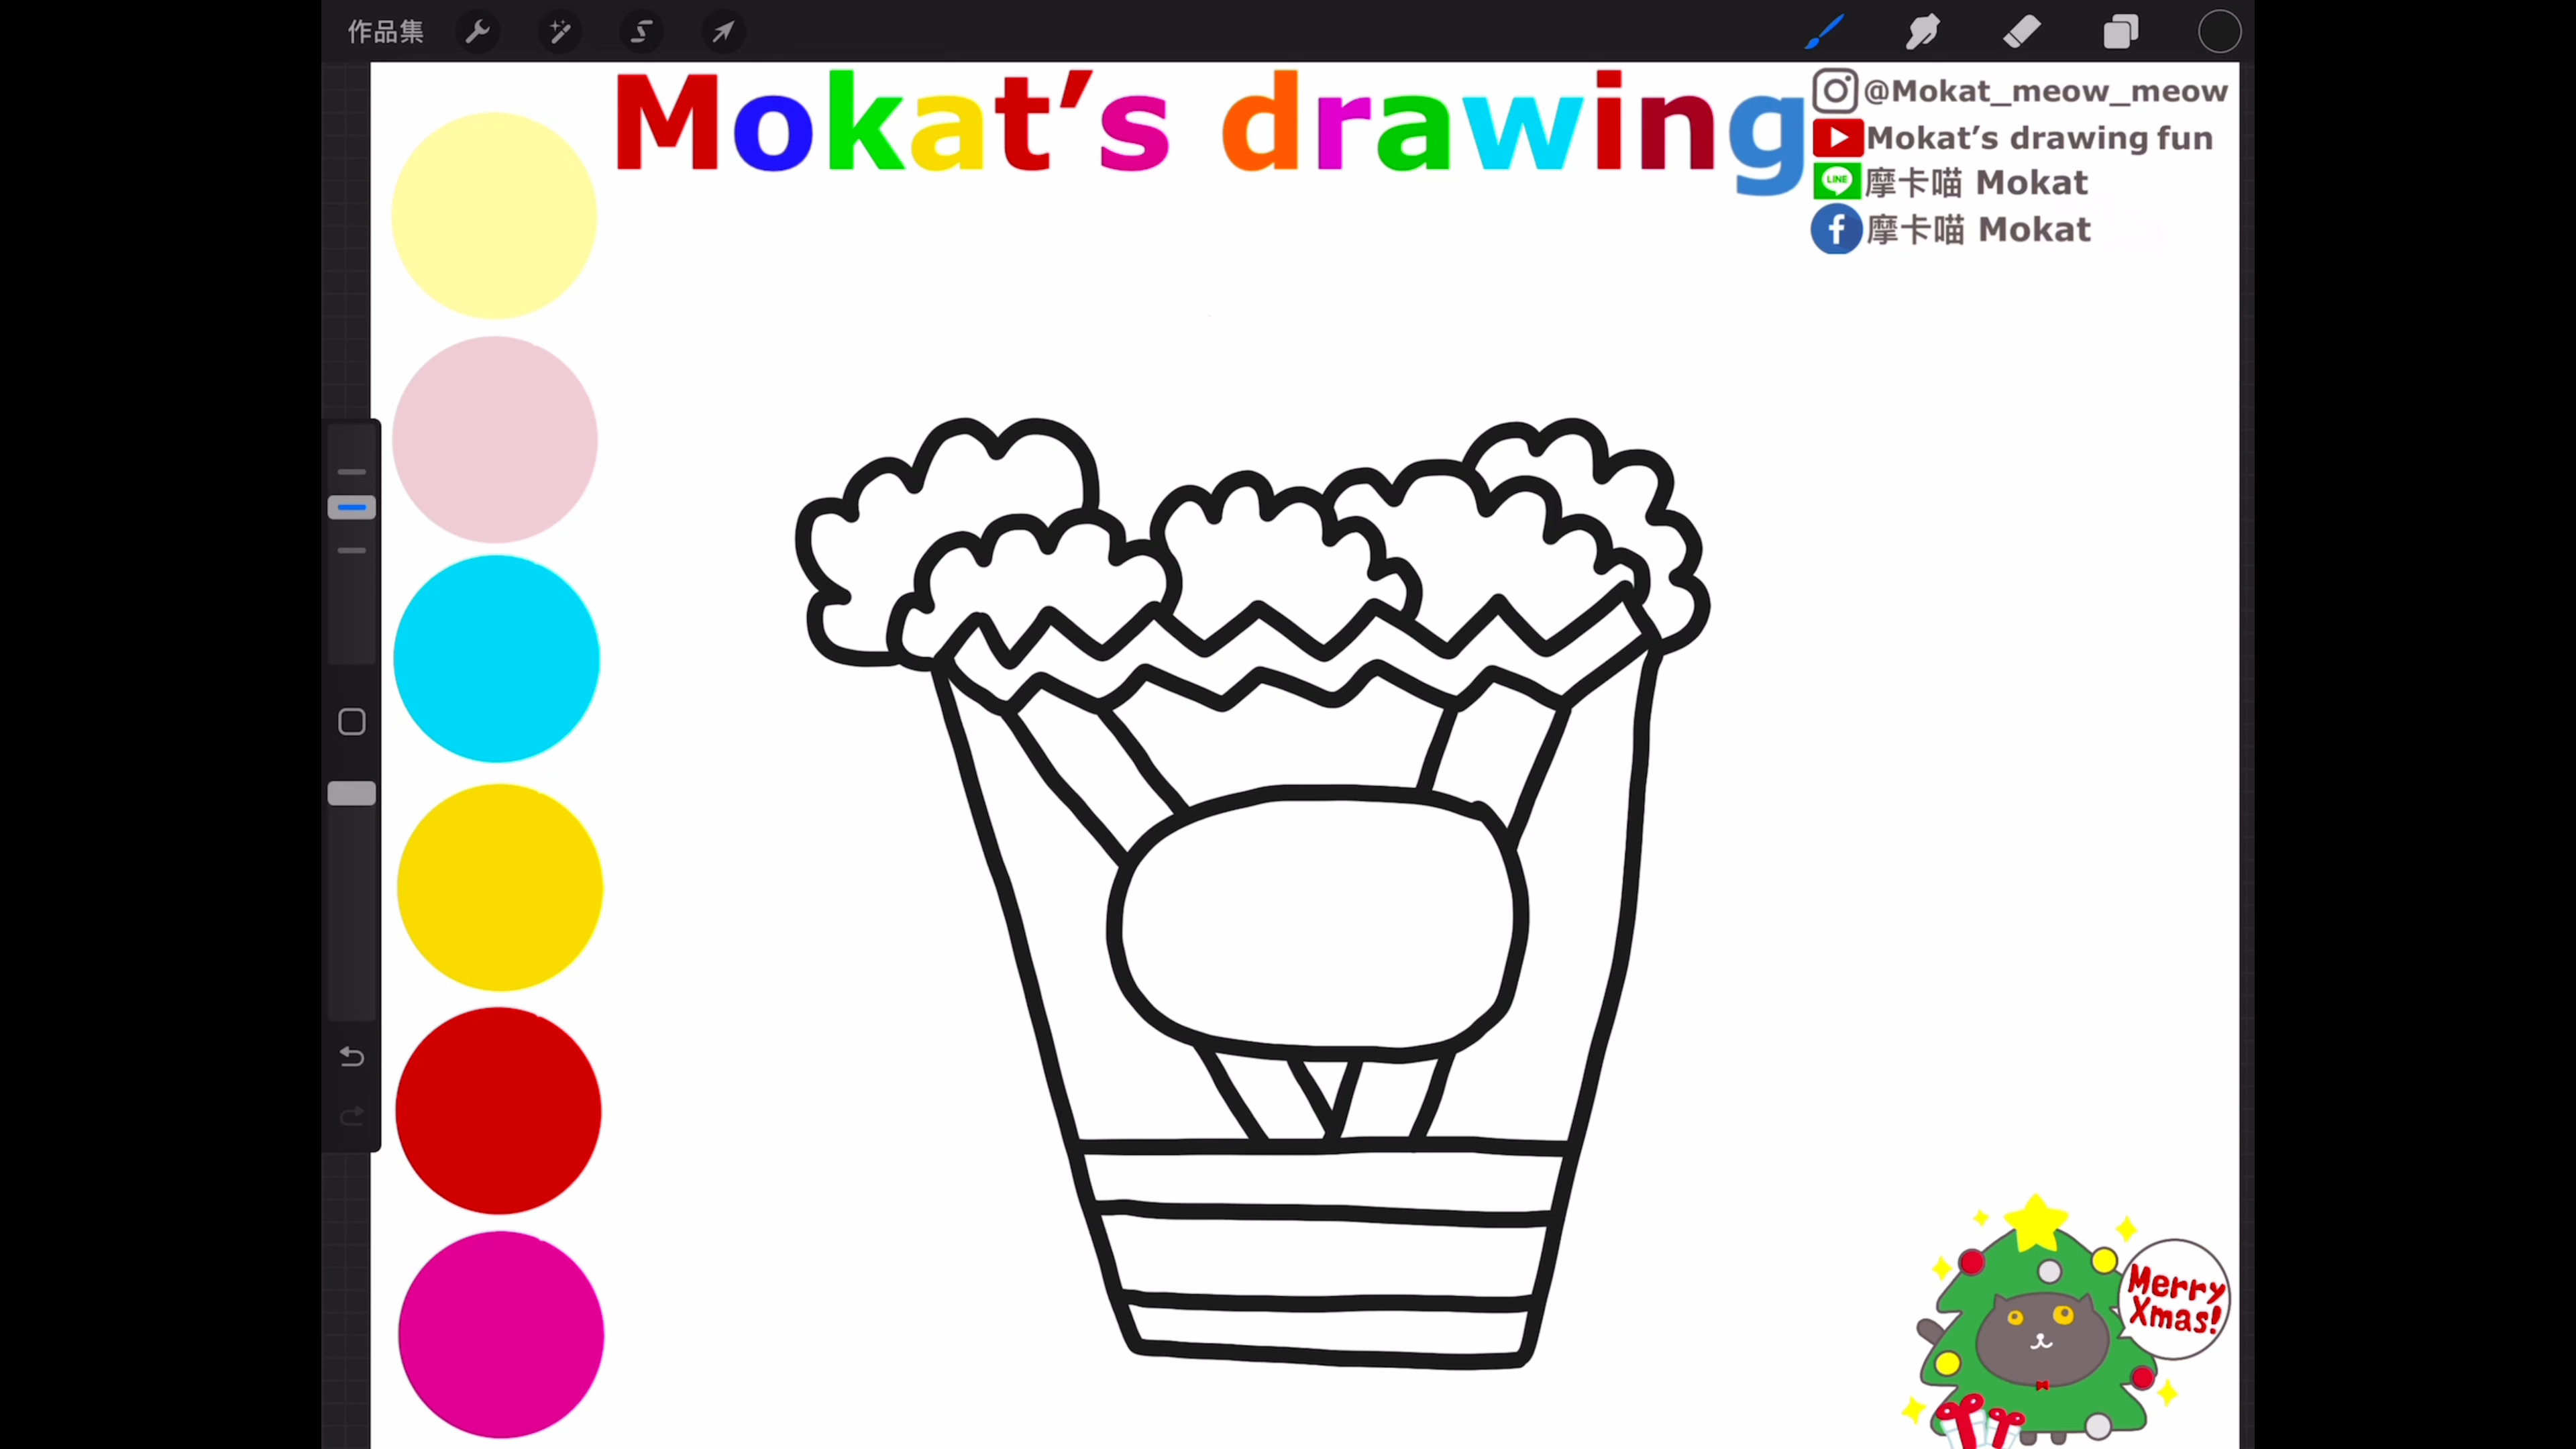 作品集
Mokat’s drawing
@Mokat_meow_meow
Mokat’s drawing fun
LINE
摩卡喵 Mokat
f
摩卡喵 Mokat
Merry
Xmas!